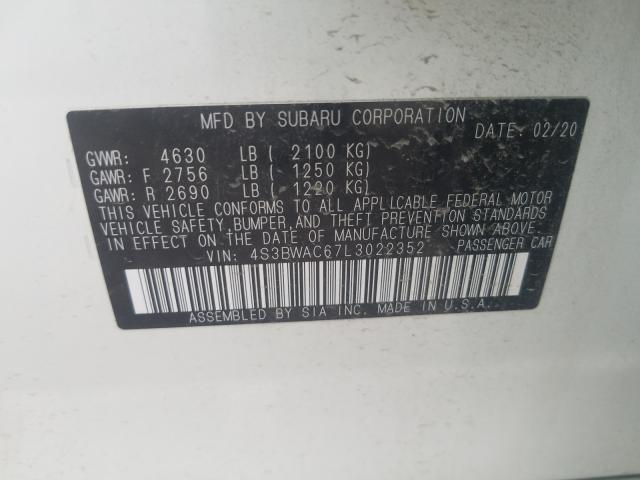 MFD BY SUBARU CORPORATION
DATE: 02/20
GVWR: 4630 LB ( 2100 KG)
GAWR: F 2756 LB ( 1250 KG)
GAWR: R 2690 LB ( 1220 KG)
THIS VEHICLE CONFORMS TO ALL APPLICABLE FEDERAL MOTOR
VEHICLE SAFETY, BUMPER, AND THEFT PREVENTION STANDARDS
IN EFFECT ON THE DATE OF MANUFACTURE SHOWN ABOVE.
VIN: 4S3BWAC67L3022352 PASSENGER CAR
ASSEMBLED BY SIA INC. MADE IN U.S.A.